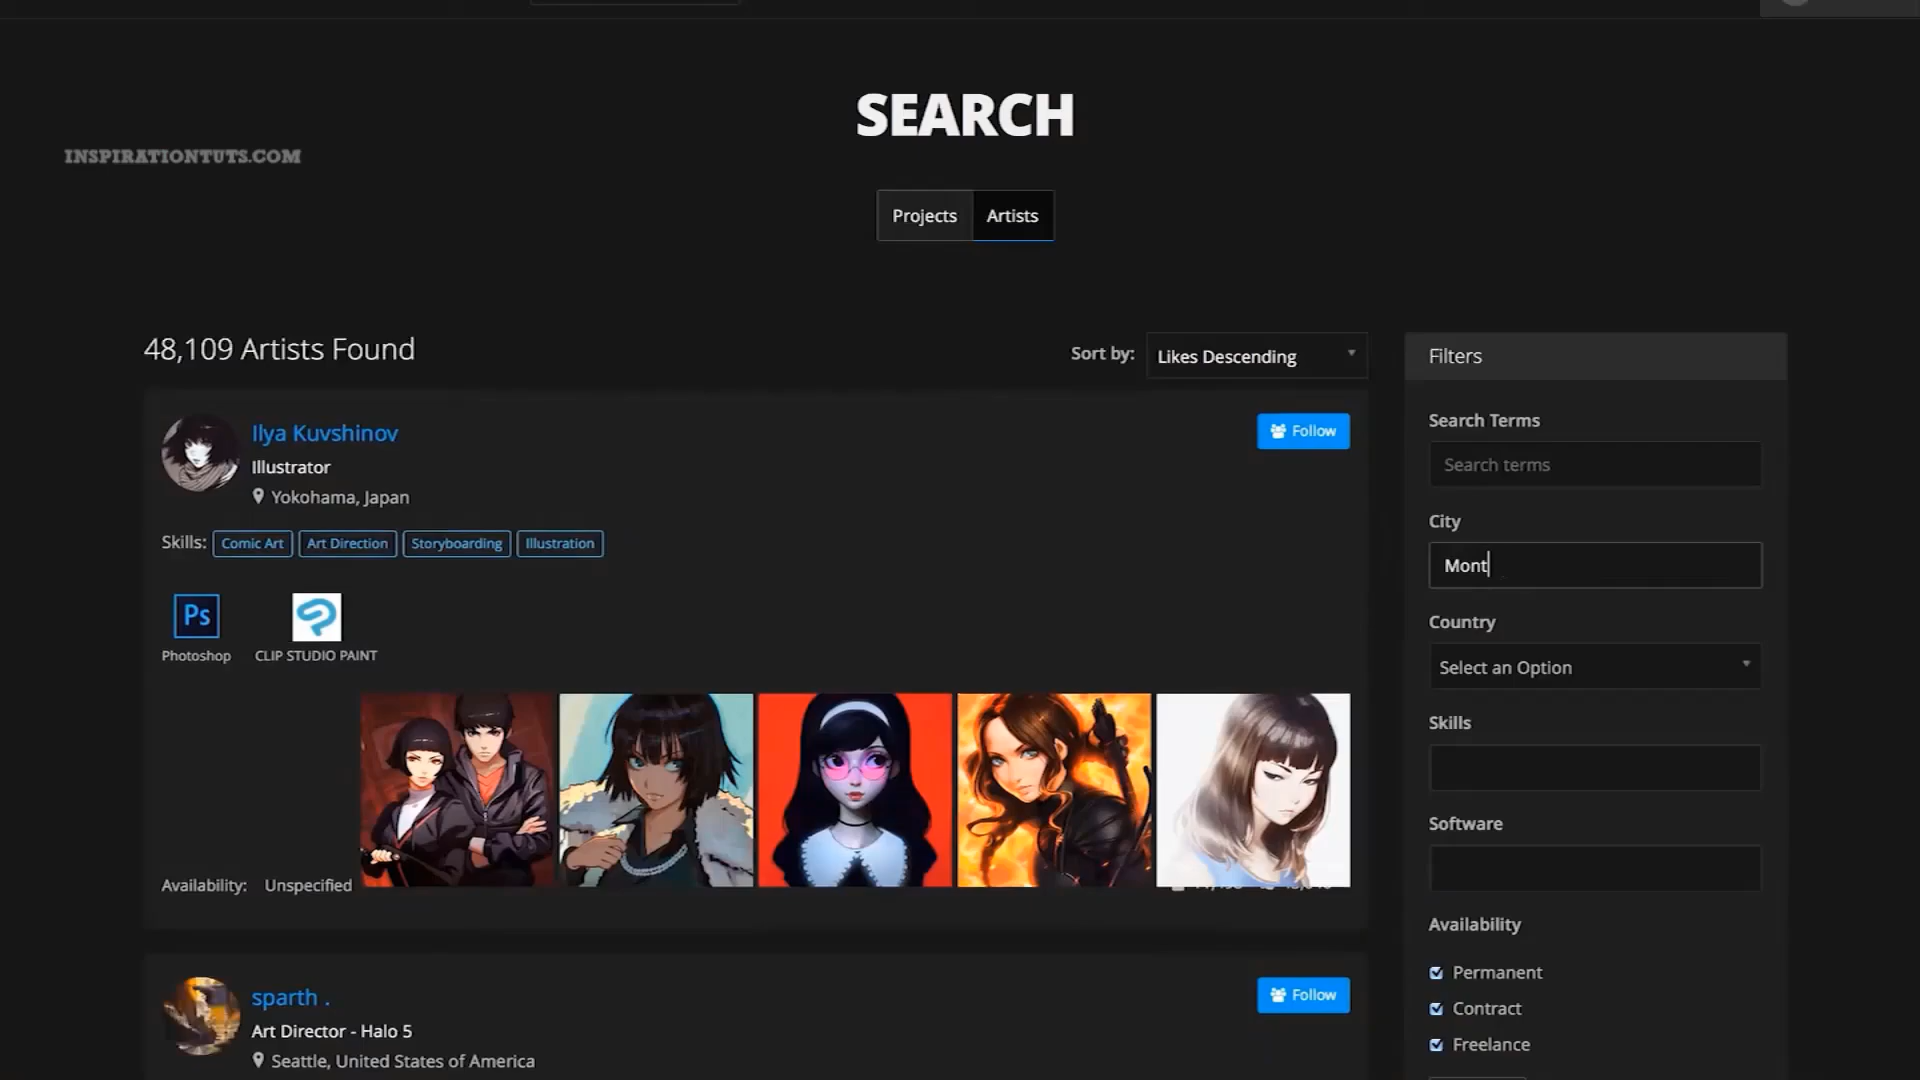 SEARCH
INSPIRATIONTUTS.COM
Projects
Artists
48,109 Artists Found
Sort by:
Likes Descending
Filters
Search Terms
Search terms
City
Mont
Country
Select an Option
Skills
Software
Availability
Permanent
Contract
Freelance
Ilya Kuvshinov
Follow
Illustrator
Yokohama, Japan
Skills: Comic Art Art Direction Storyboarding Illustration
Ps
Photoshop
CLIP STUDIO PAINT
Availability: Unspecified
sparth .
Follow
Art Director - Halo 5
Seattle, United States of America